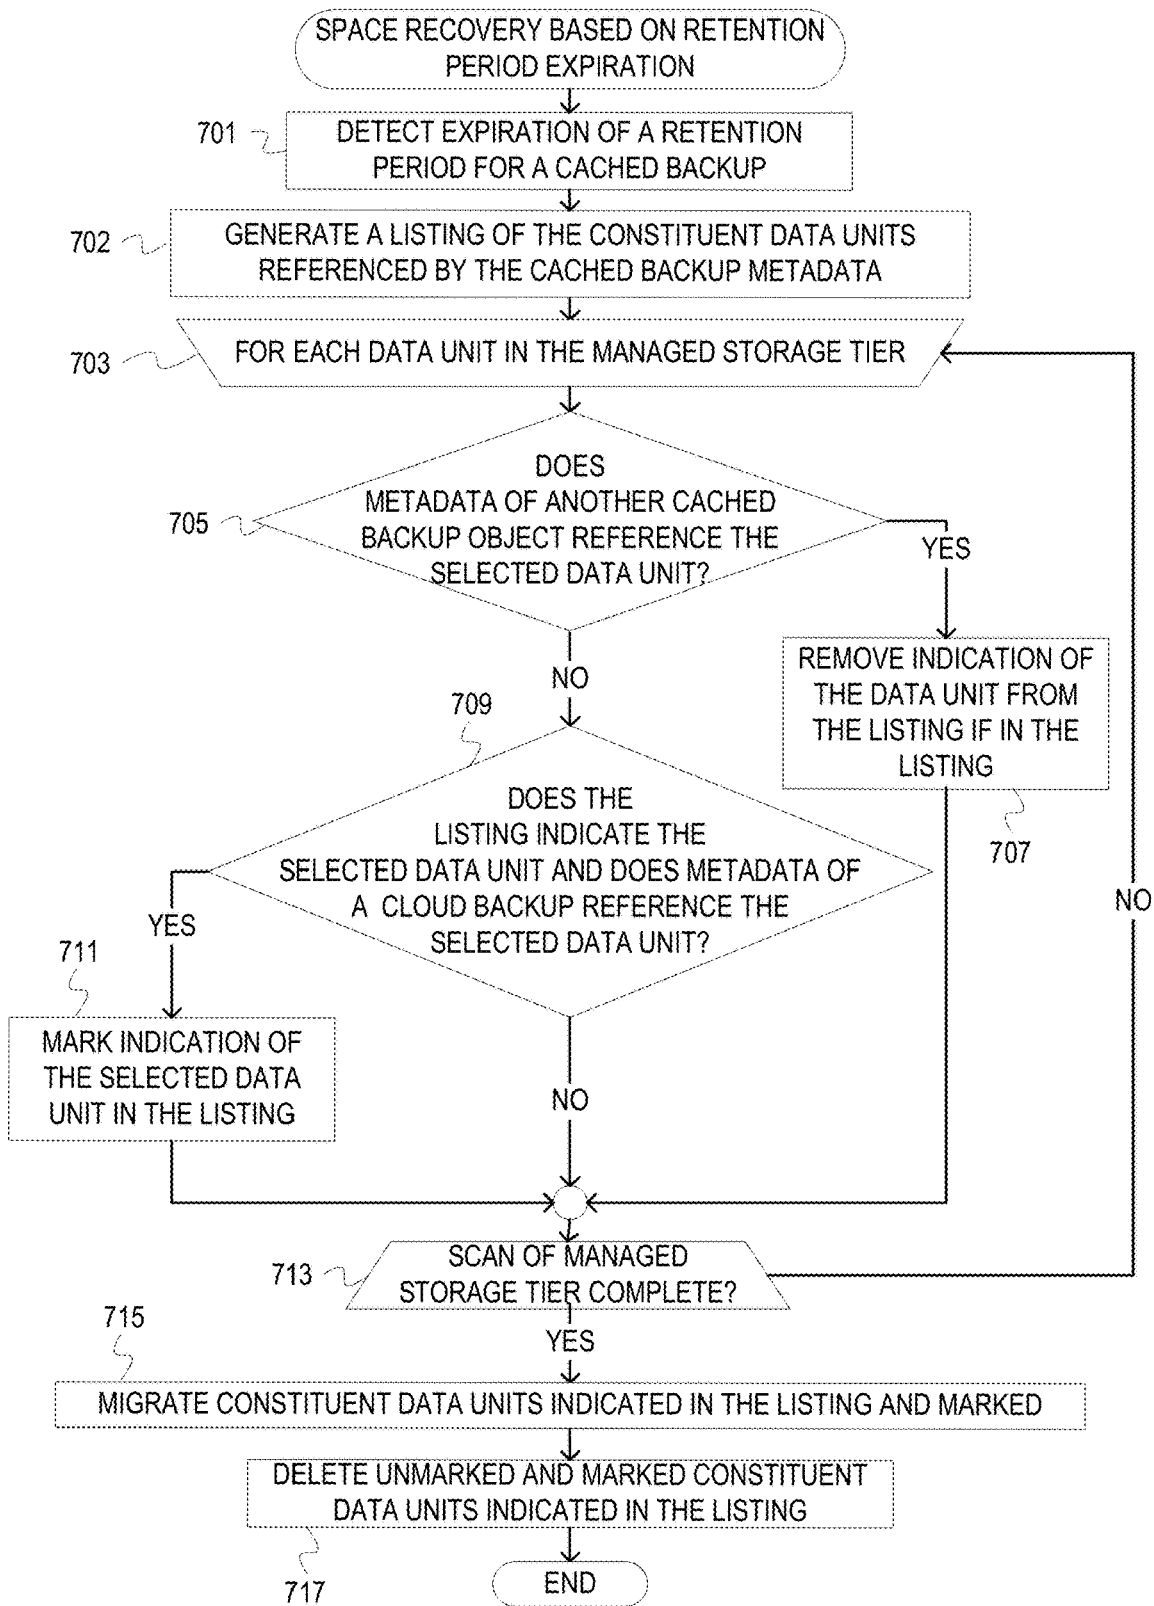 SPACE RECOVERY BASED ON RETENTION
PERIOD EXPIRATION
701
DETECT EXPIRATION OF A RETENTION
PERIOD FOR A CACHED BACKUP
702
GENERATE A LISTING OF THE CONSTITUENT DATA UNITS
REFERENCED BY THE CACHED BACKUP METADATA
703
FOR EACH DATA UNIT IN THE MANAGED STORAGE TIER
705
DOES
METADATA OF ANOTHER CACHED
BACKUP OBJECT REFERENCE THE
SELECTED DATA UNIT?
YES
NO
REMOVE INDICATION OF
THE DATA UNIT FROM
THE LISTING IF IN THE
LISTING
707
709
DOES THE
LISTING INDICATE THE
SELECTED DATA UNIT AND DOES METADATA OF
A CLOUD BACKUP REFERENCE THE
SELECTED DATA UNIT?
YES
NO
711
MARK INDICATION OF
THE SELECTED DATA
UNIT IN THE LISTING
NO
713
SCAN OF MANAGED
STORAGE TIER COMPLETE?
YES
715
MIGRATE CONSTITUENT DATA UNITS INDICATED IN THE LISTING AND MARKED
DELETE UNMARKED AND MARKED CONSTITUENT
DATA UNITS INDICATED IN THE LISTING
717
END